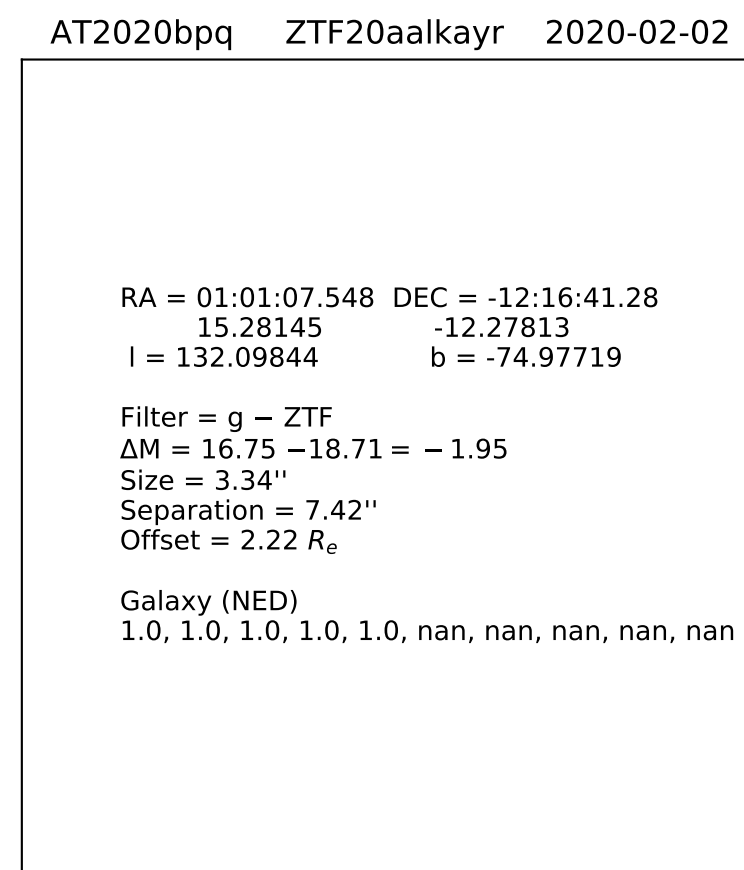 AT2020bpq ZTF20aalkayr 2020-02-02
RA = 01:01:07.548 DEC = -12:16:41.28
15.28145 -12.27813
l = 132.09844 b = -74.97719
Filter = g − ZTF
ΔM = 16.75 −18.71 = −1.95
Size = 3.34''
Separation = 7.42''
Offset = 2.22 Re
Galaxy (NED)
1.0, 1.0, 1.0, 1.0, 1.0, nan, nan, nan, nan, nan